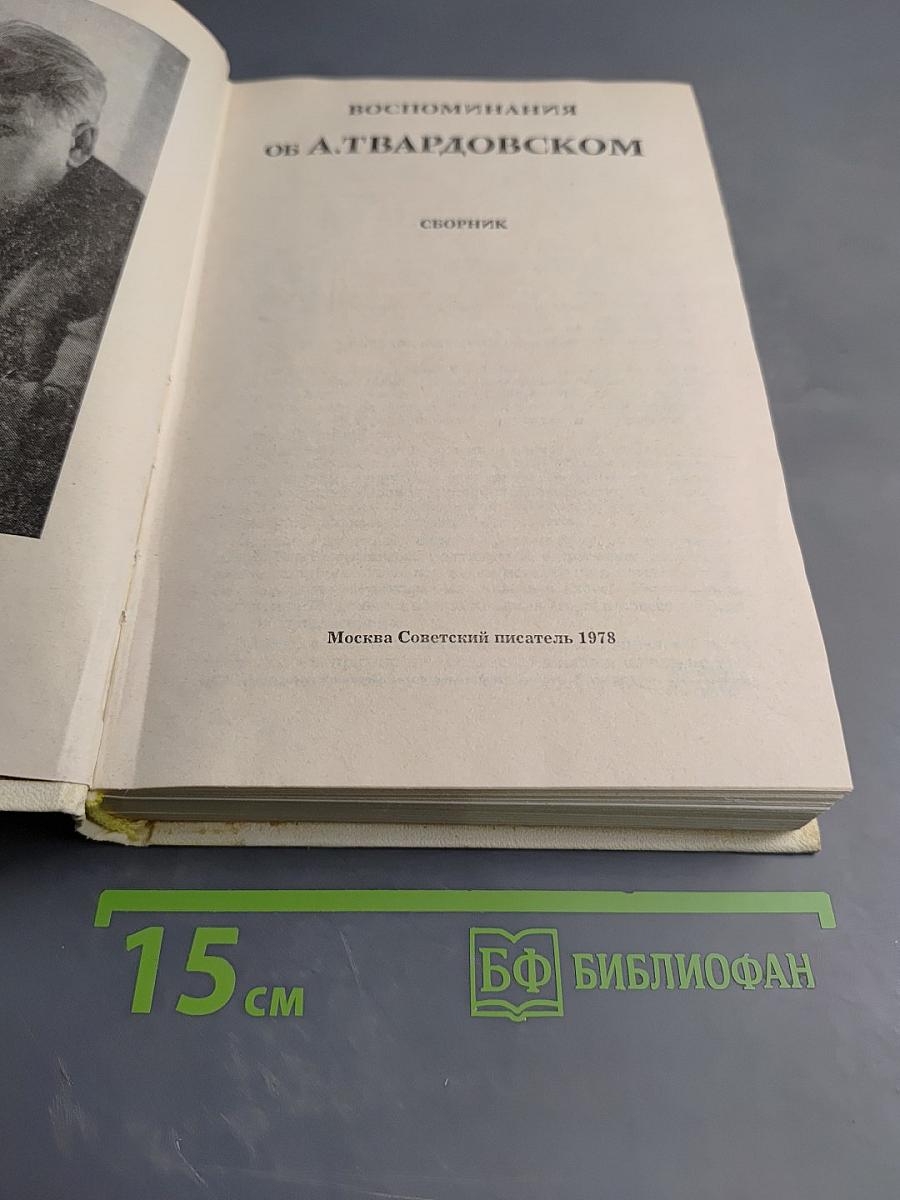 ВОСПОМИНАНИЯ
ОБ А.ТВАРДОВСКОМ
СБОРНИК
Москва Советский писатель 1978
15 см
БФ БИБЛИОФАН